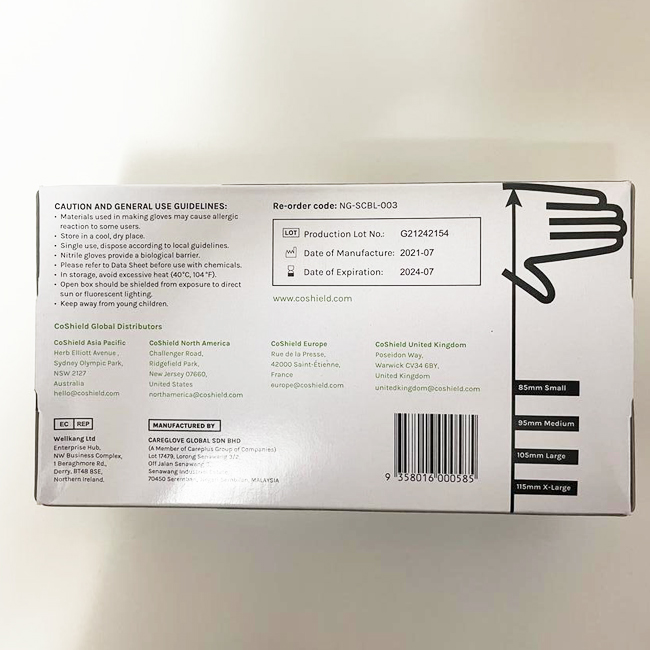 CAUTION AND GENERAL USE GUIDELINES:
• Materials used in making gloves may cause allergic
reaction to some users.
• Store in a cool, dry place.
• Single use, dispose according to local guidelines.
• Nitrile gloves provide a biological barrier.
• Please refer to Data Sheet before use with chemicals.
• In storage, avoid excessive heat (40°C, 104°F).
• Open box should be shielded from exposure to direct
sun or fluorescent lighting.
• Keep away from young children.
Re-order code: NG-SCBL-003
LOT Production Lot No.: G21242154
Date of Manufacture: 2021-07
Date of Expiration: 2024-07
www.coshield.com
CoShield Global Distributors
CoShield Asia Pacific
Herb Elliott Avenue,
Sydney Olympic Park,
NSW 2127
Australia
hello@coshield.com
CoShield North America
Challenger Road,
Ridgefield Park,
New Jersey 07660,
United States
northamerica@coshield.com
CoShield Europe
Rue de la Presse,
42000 Saint-Étienne,
France
europe@coshield.com
CoShield United Kingdom
Poseidon Way,
Warwick CV34 6BY,
United Kingdom
unitedkingdom@coshield.com
EC REP
Wellkang Ltd
Enterprise Hub,
NW Business Complex,
1 Beraghmore Rd.,
Derry, BT48 8SE,
Northern Ireland.
MANUFACTURED BY
CAREGLOVE GLOBAL SDN BHD
(A Member of Careplus Group of Companies)
Lot 17479, Lorong Senawang 3/2,
Off Jalan Senawang
Senawang
70450 MALAYSIA
9 358016 000585
85mm Small
95mm Medium
105mm Large
115mm X-Large